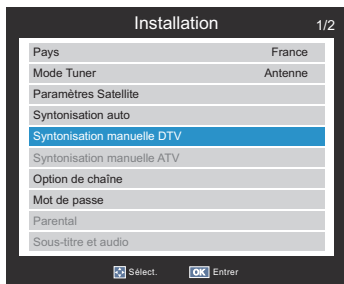 Installation 1/2
Pays France
Mode Tuner Antenne
Paramètres Satellite
Syntonisation auto
Syntonisation manuelle DTV
Syntonisation manuelle ATV
Option de chaîne
Mot de passe
Parental
Sous-titre et audio
Sélect. OK Entrer